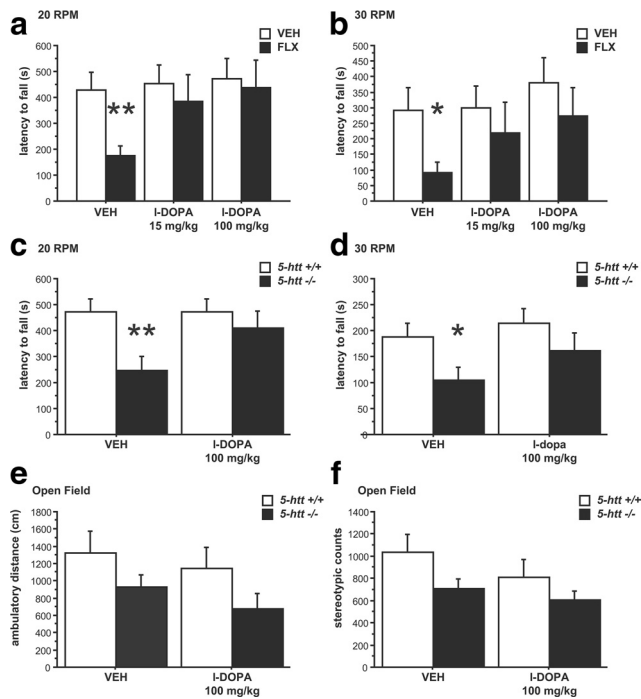 a 20 RPM
VEH
FLX
latency to fall (s)
600
500
400
300
200
100
0
**
VEH
l-DOPA
15 mg/kg
l-DOPA
100 mg/kg
b 30 RPM
VEH
FLX
latency to fall (s)
500
450
400
350
300
250
200
150
100
50
0
*
VEH
l-DOPA
15 mg/kg
l-DOPA
100 mg/kg
c 20 RPM
5-htt +/+
5-htt -/-
latency to fall (s)
600
500
400
300
200
100
0
**
VEH
l-DOPA
100 mg/kg
d 30 RPM
5-htt +/+
5-htt -/-
latency to fall (s)
300
250
200
150
100
50
0
*
VEH
l-dopa
100 mg/kg
e Open Field
5-htt +/+
5-htt -/-
ambulatory distance (cm)
1800
1600
1400
1200
1000
800
600
400
200
0
VEH
l-DOPA
100 mg/kg
f Open Field
5-htt +/+
5-htt -/-
stereotypic counts
1400
1200
1000
800
600
400
200
0
VEH
l-DOPA
100 mg/kg